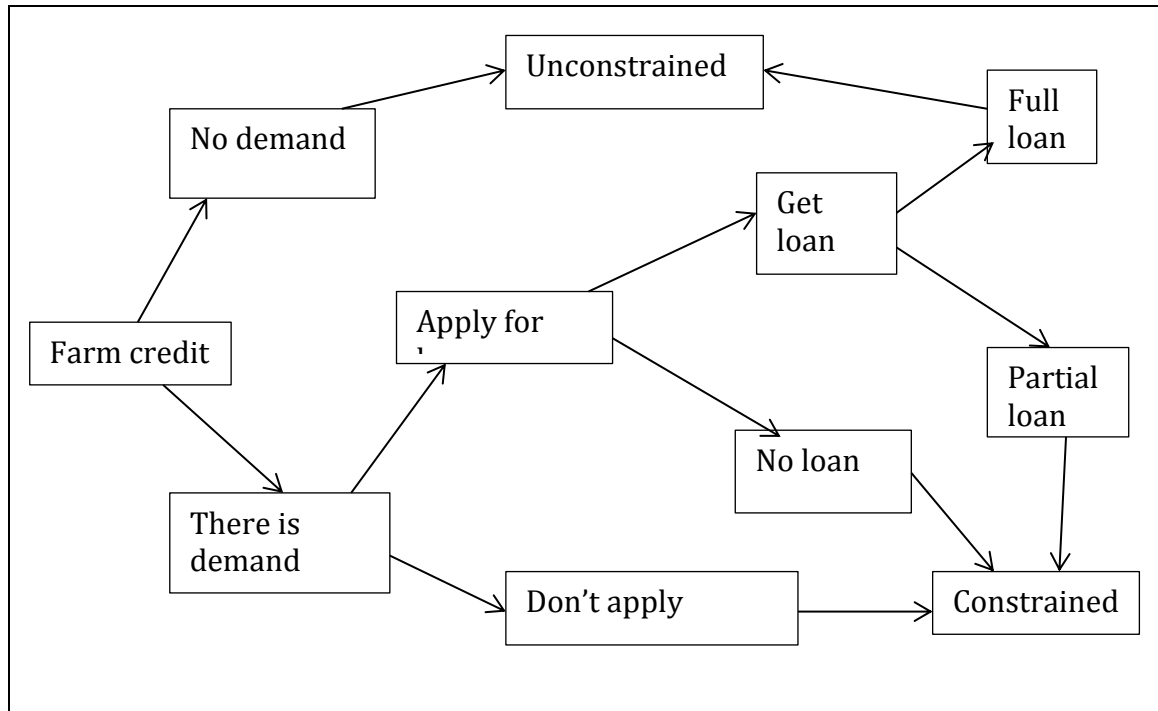 Unconstrained
Full
loan
No demand
Get
loan
Apply for
Farm credit
Partial
loan
No loan
There is
demand
Don’t apply
Constrained